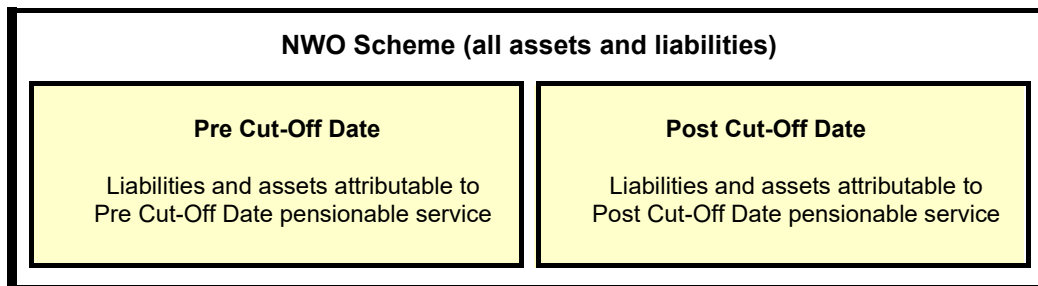 NWO Scheme (all assets and liabilities)
Pre Cut-Off Date
Liabilities and assets attributable to
Pre Cut-Off Date pensionable service
Post Cut-Off Date
Liabilities and assets attributable to
Post Cut-Off Date pensionable service